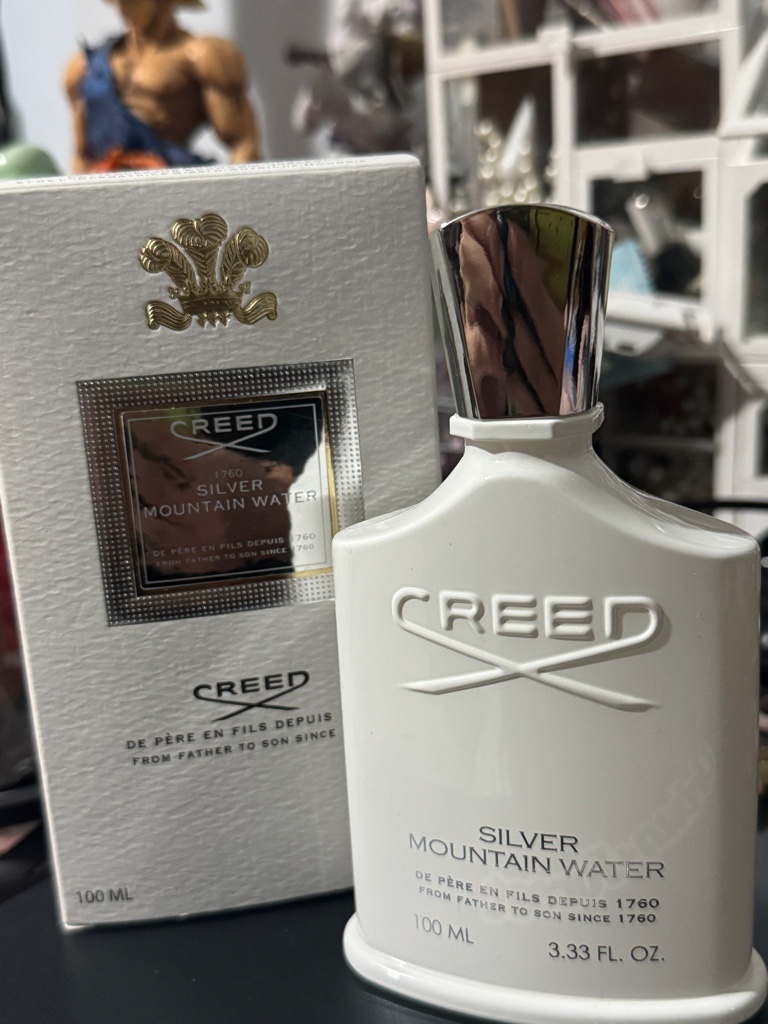 CREED
1760
SILVER
MOUNTAIN WATER
DE PÈRE EN FILS DEPUIS 1760
FROM FATHER TO SON SINCE 1760
CREED
DE PÈRE EN FILS DEPUIS
FROM FATHER TO SON SINCE
100 ML
CREED
SILVER
MOUNTAIN WATER
DE PÈRE EN FILS DEPUIS 1760
FROM FATHER TO SON SINCE 1760
100 ML 3.33 FL. OZ.